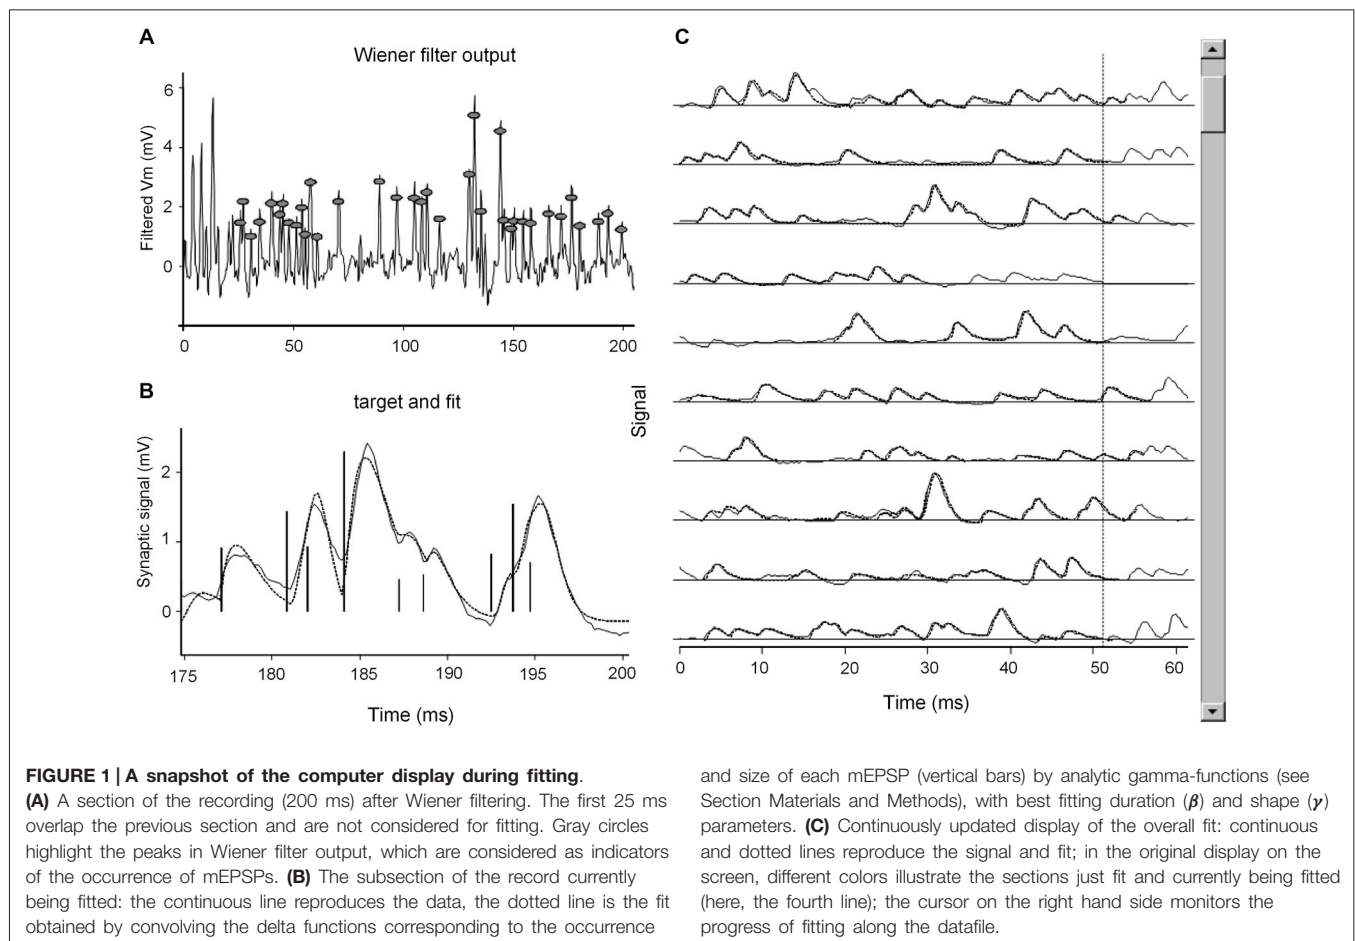 A
Wiener filter output
Filtered Vm (mV)
6
4
2
0
0 50 100 150 200
B
target and fit
Synaptic signal (mV)
2
1
0
175 180 185 190 195 200
Time (ms)
C
Signal
0 10 20 30 40 50 60
Time (ms)
FIGURE 1 | A snapshot of the computer display during fitting.
(A) A section of the recording (200 ms) after Wiener filtering. The first 25 ms
overlap the previous section and are not considered for fitting. Gray circles
highlight the peaks in Wiener filter output, which are considered as indicators
of the occurrence of mEPSPs. (B) The subsection of the record currently
being fitted: the continuous line reproduces the data, the dotted line is the fit
obtained by convolving the delta functions corresponding to the occurrence
and size of each mEPSP (vertical bars) by analytic gamma-functions (see
Section Materials and Methods), with best fitting duration (β) and shape (γ)
parameters. (C) Continuously updated display of the overall fit: continuous
and dotted lines reproduce the signal and fit; in the original display on the
screen, different colors illustrate the sections just fit and currently being fitted
(here, the fourth line); the cursor on the right hand side monitors the
progress of fitting along the datafile.